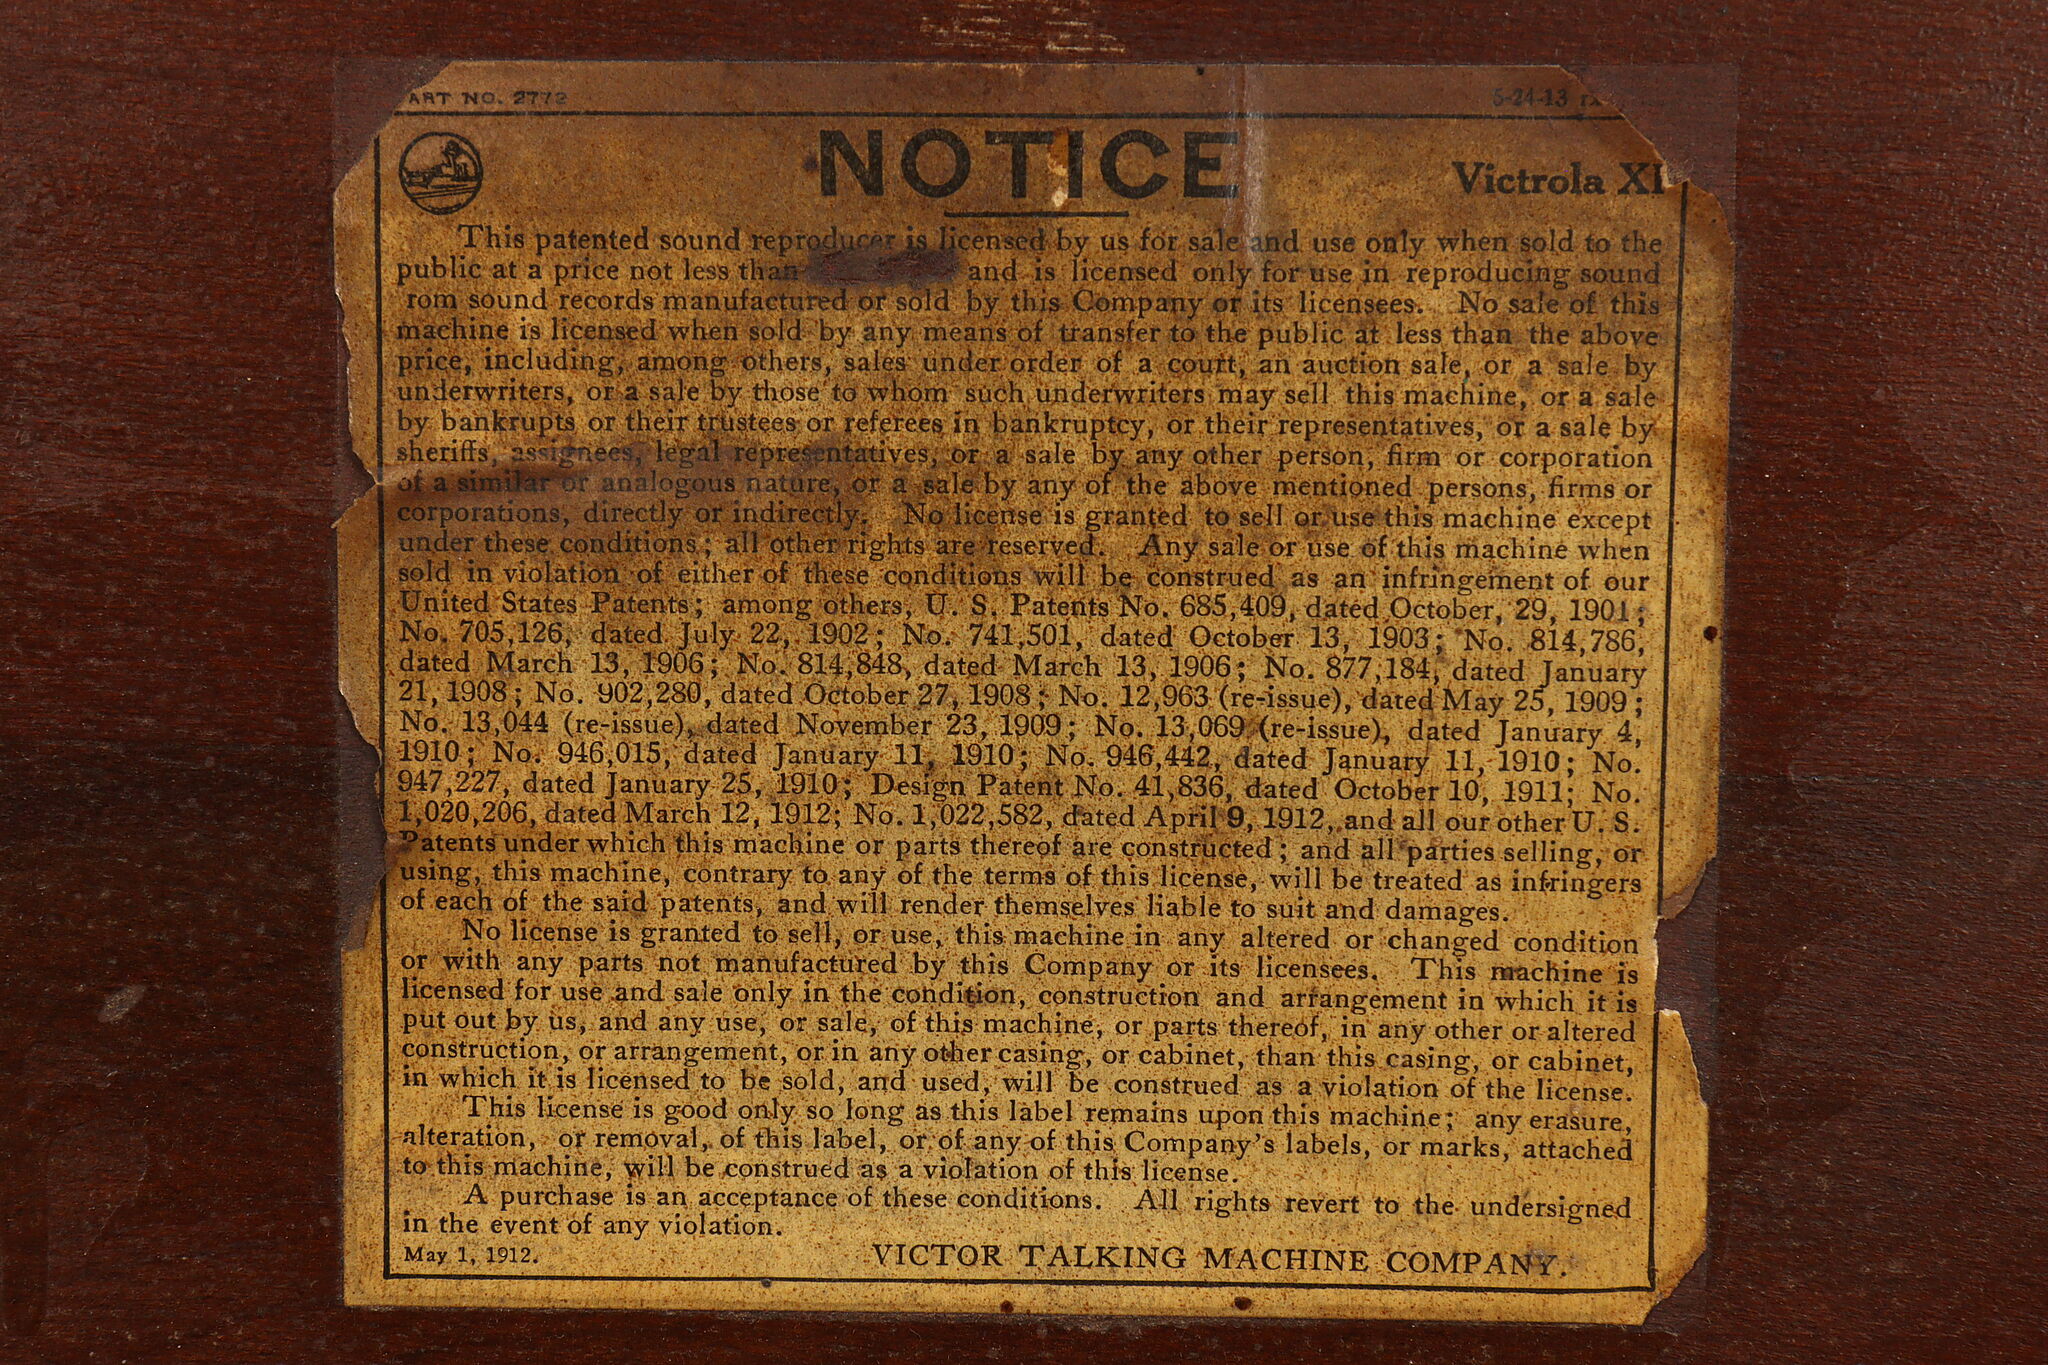 ART NO. 2772
5-24-13
NOTICE
Victrola XI
This patented sound reproducer is licensed by us for sale and use only when sold to the
public at a price not less than and is licensed only for use in reproducing sound
rom sound records manufactured or sold by this Company or its licensees. No sale of this
machine is licensed when sold by any means of transfer to the public at less than the above
price, including, among others, sales under order of a court, an auction sale, or a sale by
underwriters, or a sale by those to whom such underwriters may sell this machine, or a sale
by bankrupts or their trustees or referees in bankruptcy, or their representatives, or a sale by
sheriffs, assignees, legal representatives, or a sale by any other person, firm or corporation
of a similar or analogous nature, or a sale by any of the above mentioned persons, firms or
corporations, directly or indirectly. No license is granted to sell or use this machine except
under these conditions; all other rights are reserved. Any sale or use of this machine when
sold in violation of either of these conditions will be construed as an infringement of our
United States Patents; among others, U. S. Patents No. 685,409, dated October, 29, 1901;
No. 705,126, dated July 22, 1902; No. 741,501, dated October 13, 1903; No. 814,786,
dated March 13, 1906; No. 814,848, dated March 13, 1906; No. 877,184, dated January
21, 1908; No. 902,280, dated October 27, 1908; No. 12,963 (re-issue), dated May 25, 1909;
No. 13,044 (re-issue), dated November 23, 1909; No. 13,069 (re-issue), dated January 4,
1910; No. 946,015, dated January 11, 1910; No. 946,442, dated January 11, 1910; No.
947,227, dated January 25, 1910; Design Patent No. 41,836, dated October 10, 1911; No.
1,020,206, dated March 12, 1912; No. 1,022,582, dated April 9, 1912, and all our other U. S.
Patents under which this machine or parts thereof are constructed; and all parties selling, or
using, this machine, contrary to any of the terms of this license, will be treated as infringers
of each of the said patents, and will render themselves liable to suit and damages.
No license is granted to sell, or use, this machine in any altered or changed condition
or with any parts not manufactured by this Company or its licensees. This machine is
licensed for use and sale only in the condition, construction and arrangement in which it is
put out by us, and any use, or sale, of this machine, or parts thereof, in any other or altered
construction, or arrangement, or in any other casing, or cabinet, than this casing, or cabinet,
in which it is licensed to be sold, and used, will be construed as a violation of the license.
This license is good only so long as this label remains upon this machine; any erasure,
alteration, or removal, of this label, or of any of this Company's labels, or marks, attached
to this machine, will be construed as a violation of this license.
A purchase is an acceptance of these conditions. All rights revert to the undersigned
in the event of any violation.
May 1, 1912.
VICTOR TALKING MACHINE COMPANY.